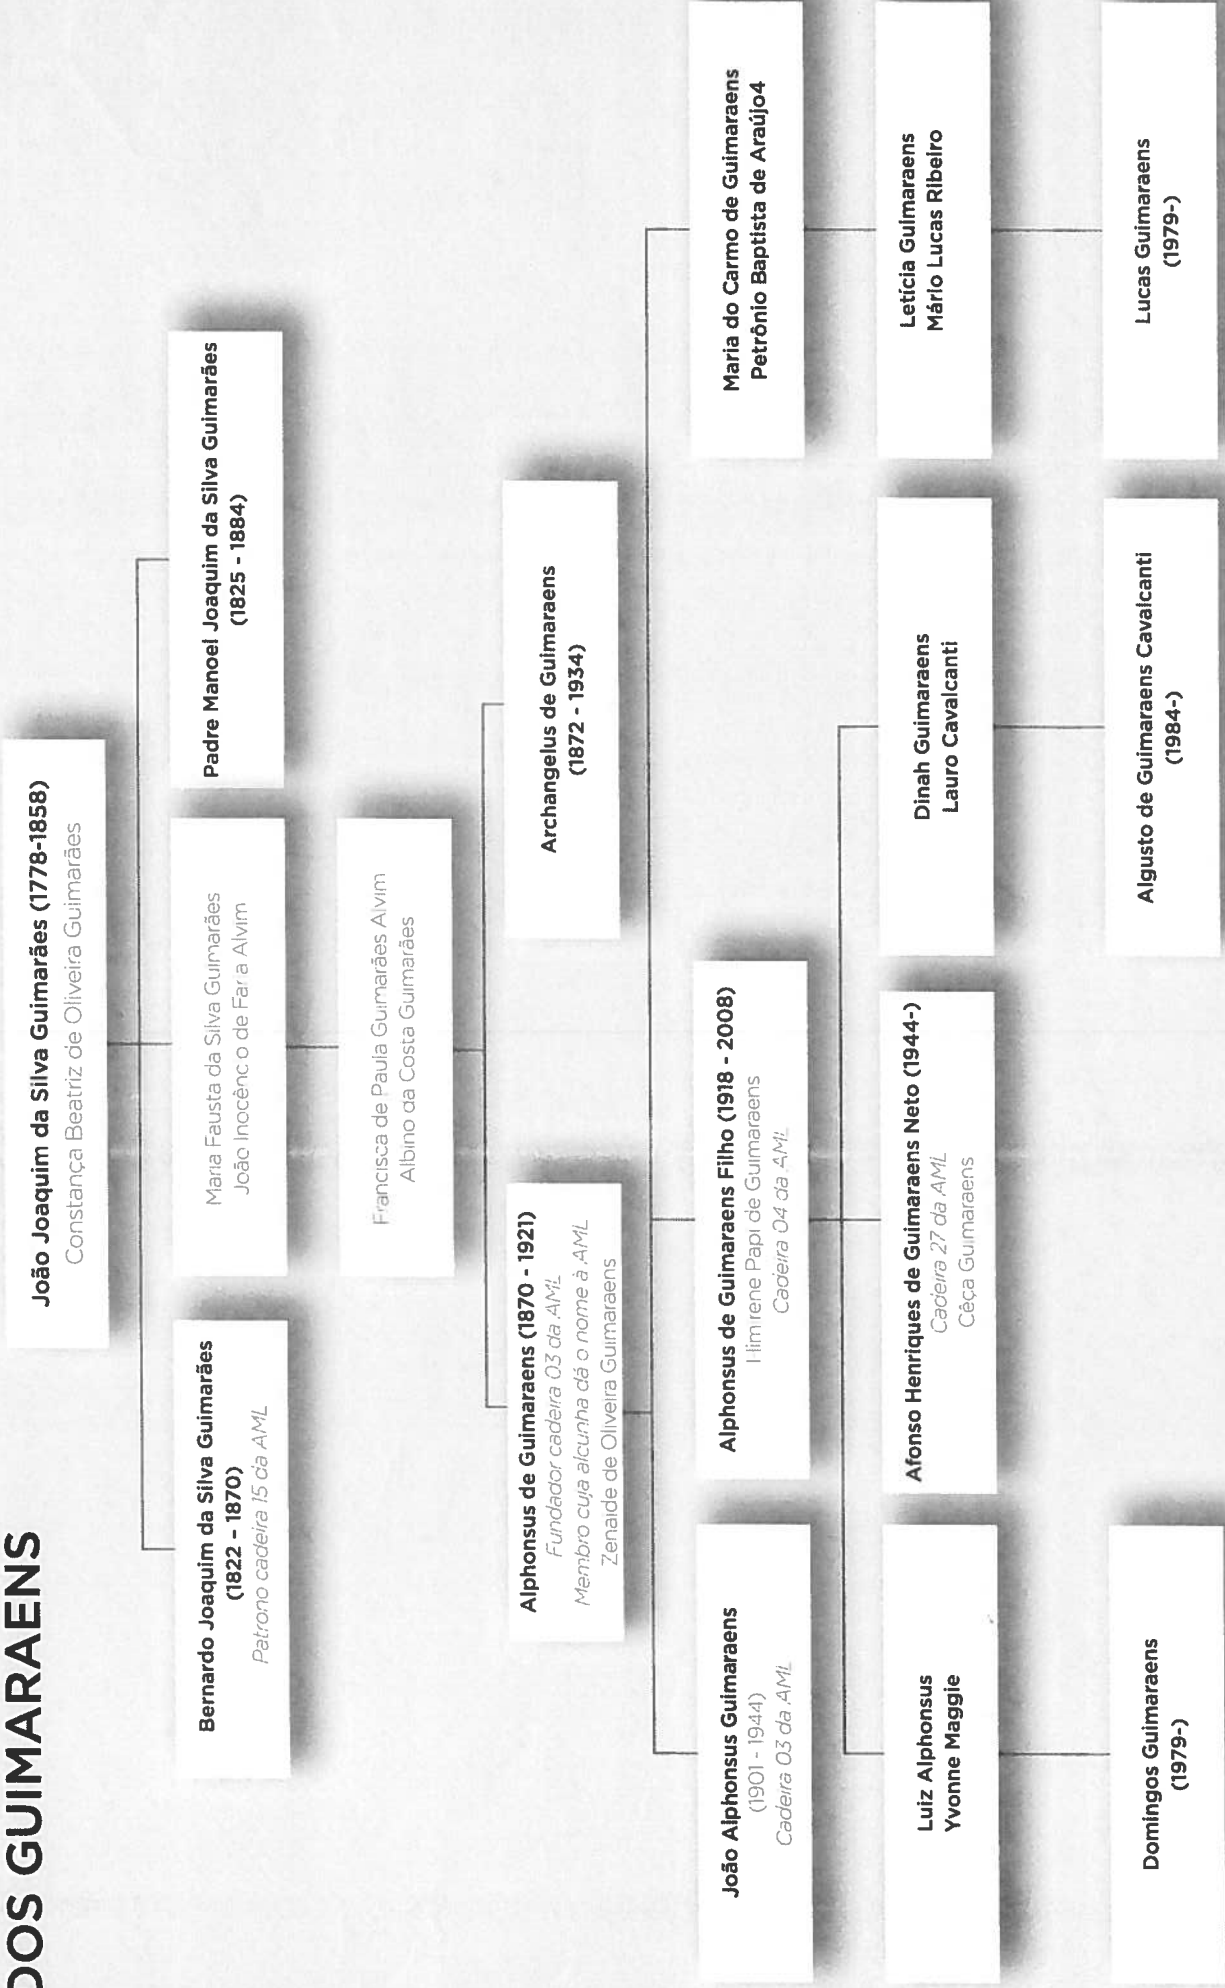 DOS GUIMARAENS
João Joaquim da Silva Guimarães (1778-1858)
Constança Beatriz de Oliveira Guimarães
Bernardo Joaquim da Silva Guimarães
(1822 - 1870)
Patrono cadeira 15 da AML
Maria Fausta da Silva Guimarães
João Inocênc o de Far a Alvim
Padre Manoel Joaquim da Silva Guimarães
(1825 - 1884)
Francisca de Paula Guimarães Alvim
Albino da Costa Guimarães
Alphonsus de Guimaraens (1870 - 1921)
Fundador cadeira 03 da AML
Membro cuja alcunha dá o nome à AML
Zenaide de Oliveira Guimaraens
Archangelus de Guimaraens
(1872 - 1934)
João Alphonsus Guimaraens
(1901 - 1944)
Cadeira 03 da AML
Alphonsus de Guimaraens Filho (1918 - 2008)
Himirene Papi de Guimaraens
Cadeira 04 da AML
Maria do Carmo de Guimaraens
Petrônio Baptista de Araújo4
Luiz Alphonsus
Yvonne Maggie
Afonso Henriques de Guimaraens Neto (1944-)
Cadeira 27 da AML
Cêça Guimaraens
Dinah Guimaraens
Lauro Cavalcanti
Letícia Guimaraens
Mário Lucas Ribeiro
Domingos Guimaraens
(1979-)
Algusto de Guimaraens Cavalcanti
(1984-)
Lucas Guimaraens
(1979-)